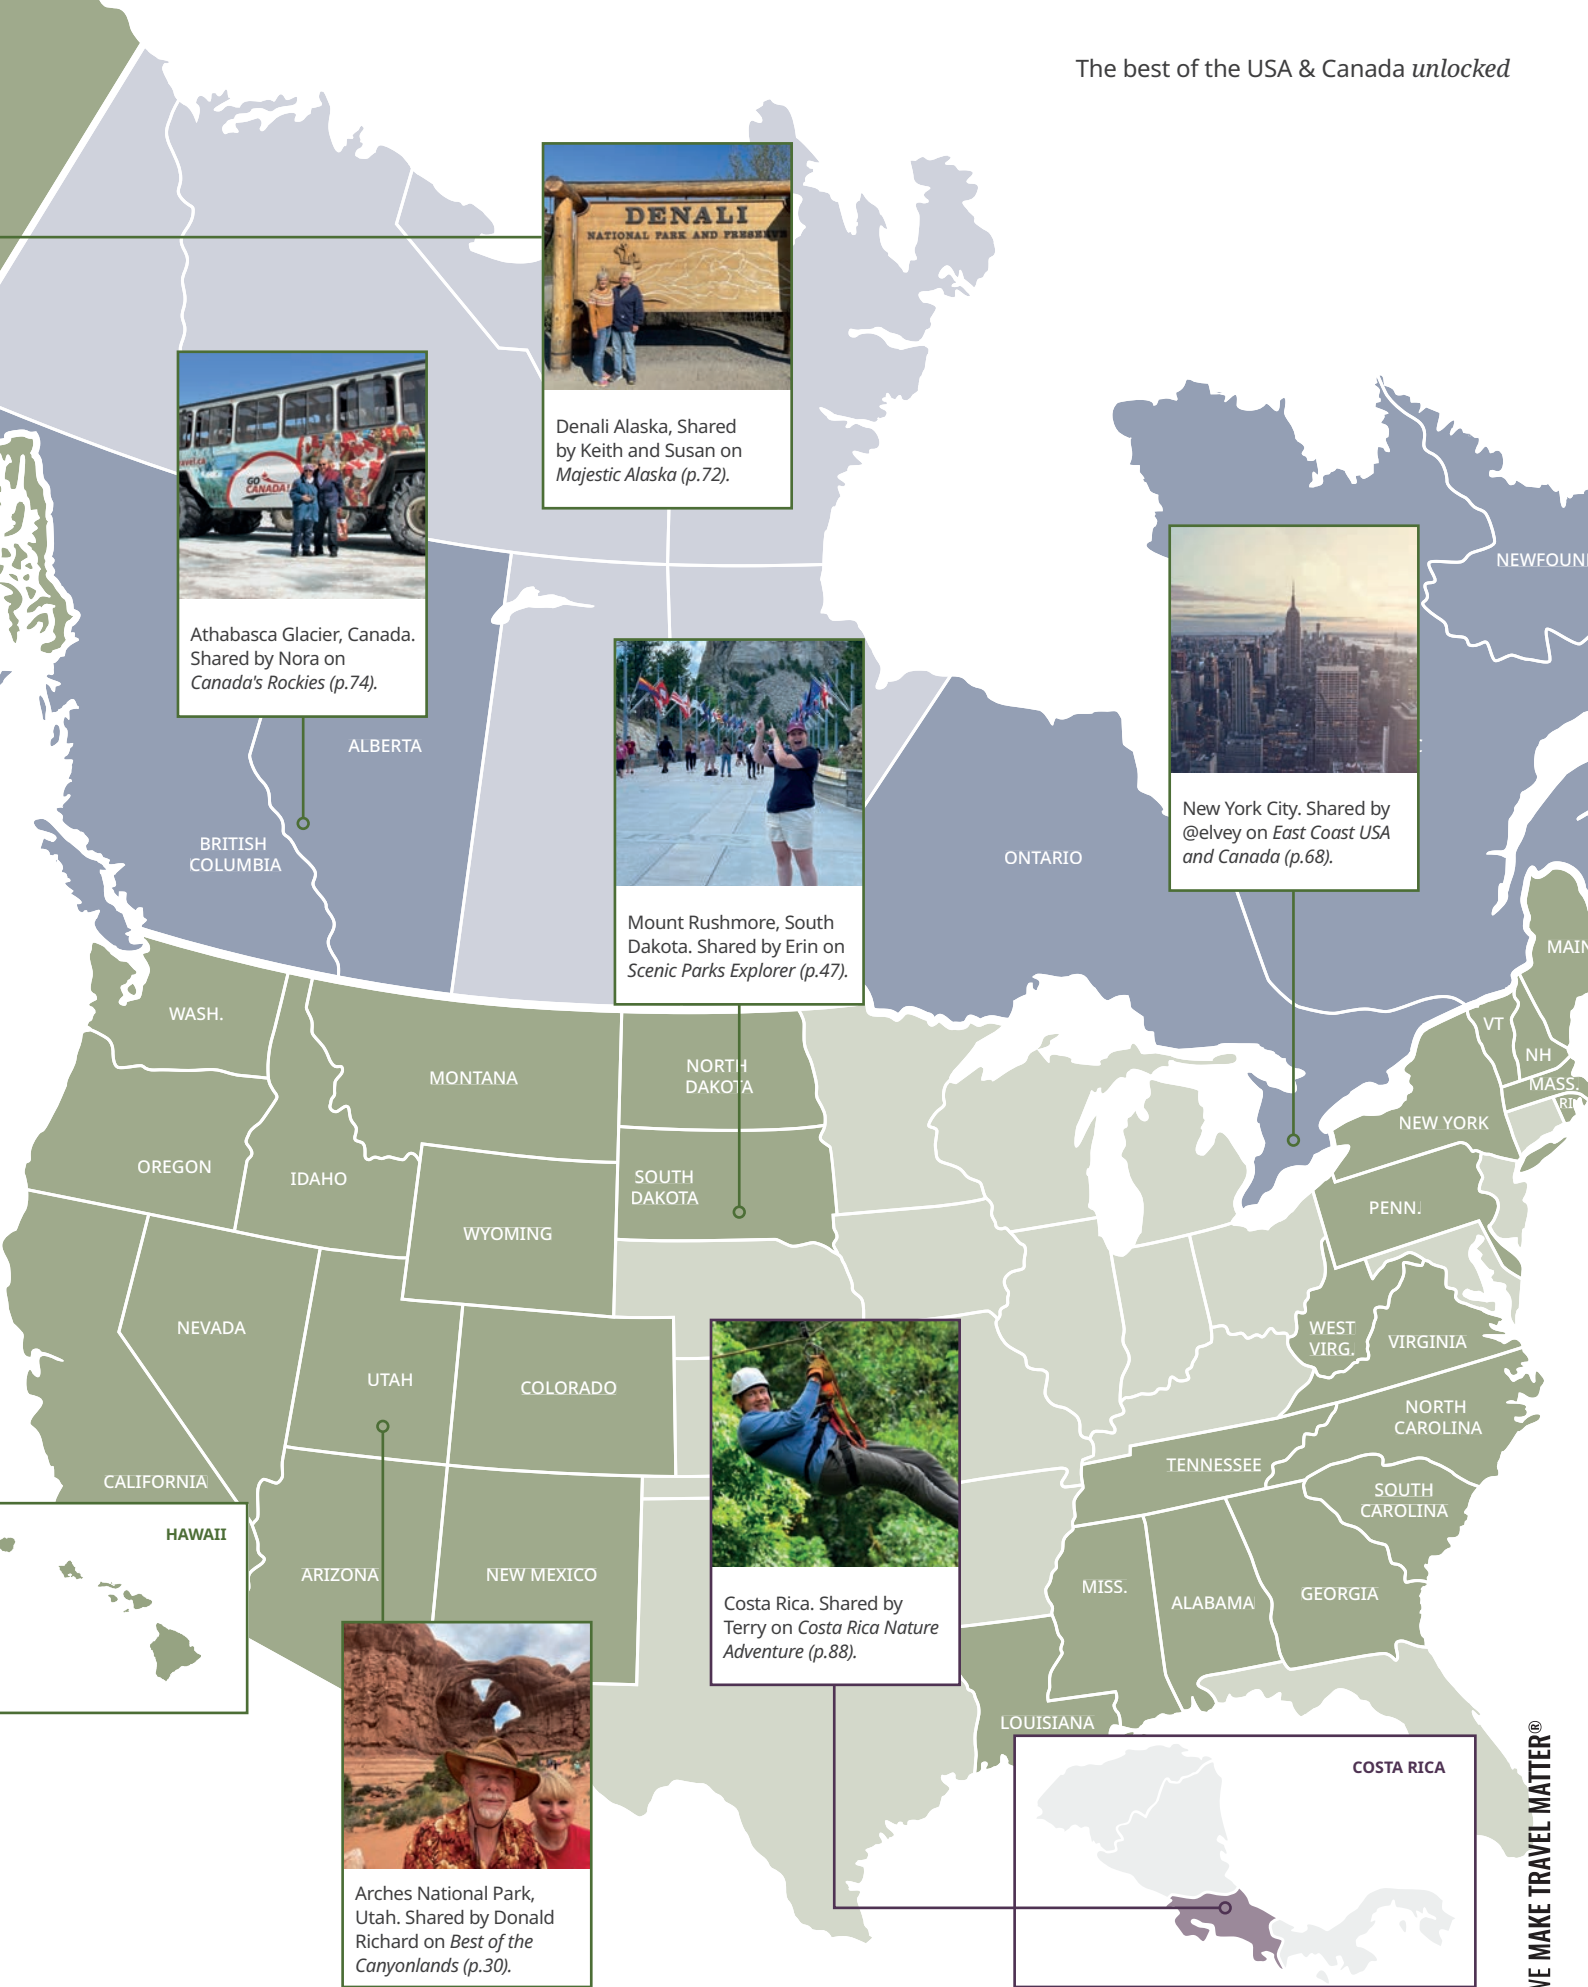 The best of the USA & Canada unlocked
DENALI
NATIONAL PARK AND PRESERVE
Denali Alaska, Shared
by Keith and Susan on
Majestic Alaska (p.72).
GO
CANADA!
Athabasca Glacier, Canada.
Shared by Nora on
Canada's Rockies (p.74).
NEWFOUN
ALBERTA
BRITISH
COLUMBIA
Mount Rushmore, South
Dakota. Shared by Erin on
Scenic Parks Explorer (p.47).
ONTARIO
New York City. Shared by
@elvey on East Coast USA
and Canada (p.68).
MAIN
WASH.
MONTANA
NORTH
DAKOTA
VT
NH
MASS.
RI
NEW YORK
OREGON
IDAHO
SOUTH
DAKOTA
PENN.
WYOMING
NEVADA
UTAH
COLORADO
WEST
VIRG.
VIRGINIA
NORTH
CAROLINA
TENNESSEE
CALIFORNIA
SOUTH
CAROLINA
HAWAII
ARIZONA
NEW MEXICO
MISS.
ALABAMA
GEORGIA
Costa Rica. Shared by
Terry on Costa Rica Nature
Adventure (p.88).
LOUISIANA
COSTA RICA
Arches National Park,
Utah. Shared by Donald
Richard on Best of the
Canyonlands (p.30).
VE MAKE TRAVEL MATTER®